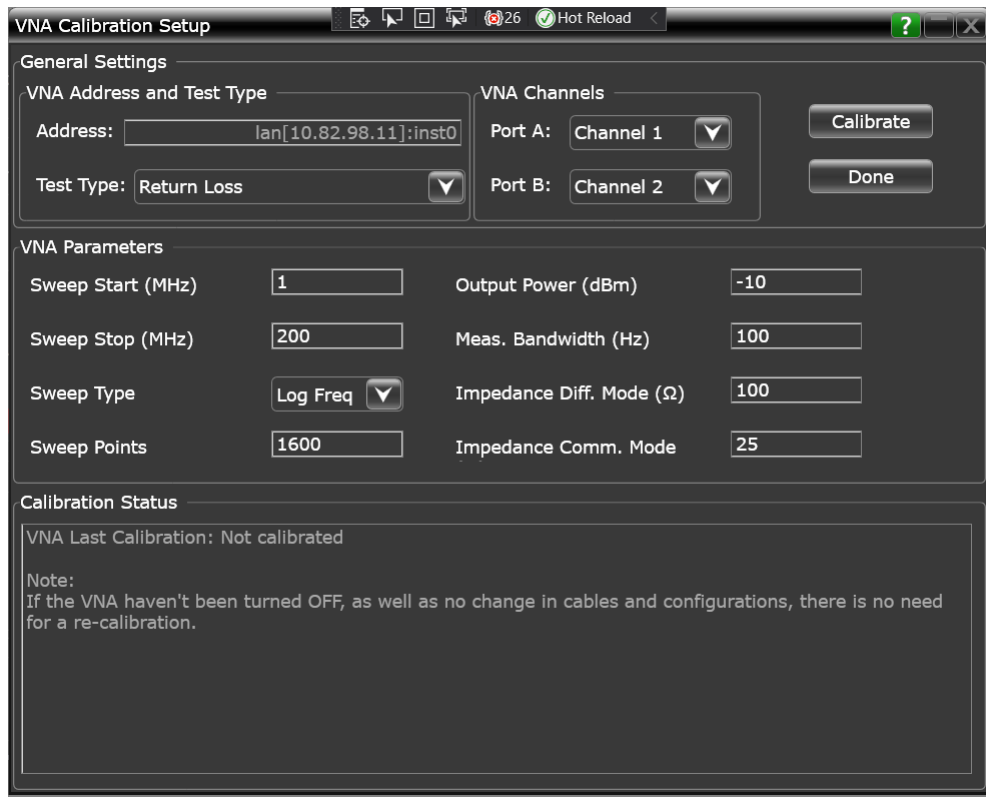 VNA Calibration Setup
26 Hot Reload
?
X
General Settings
VNA Address and Test Type
Address: lan[10.82.98.11]:inst0
Test Type: Return Loss
VNA Channels
Port A: Channel 1
Port B: Channel 2
Calibrate
Done
VNA Parameters
Sweep Start (MHz) 1
Output Power (dBm) -10
Sweep Stop (MHz) 200
Meas. Bandwidth (Hz) 100
Sweep Type Log Freq
Impedance Diff. Mode (Ω) 100
Sweep Points 1600
Impedance Comm. Mode 25
Calibration Status
VNA Last Calibration: Not calibrated
Note:
If the VNA haven't been turned OFF, as well as no change in cables and configurations, there is no need
for a re-calibration.